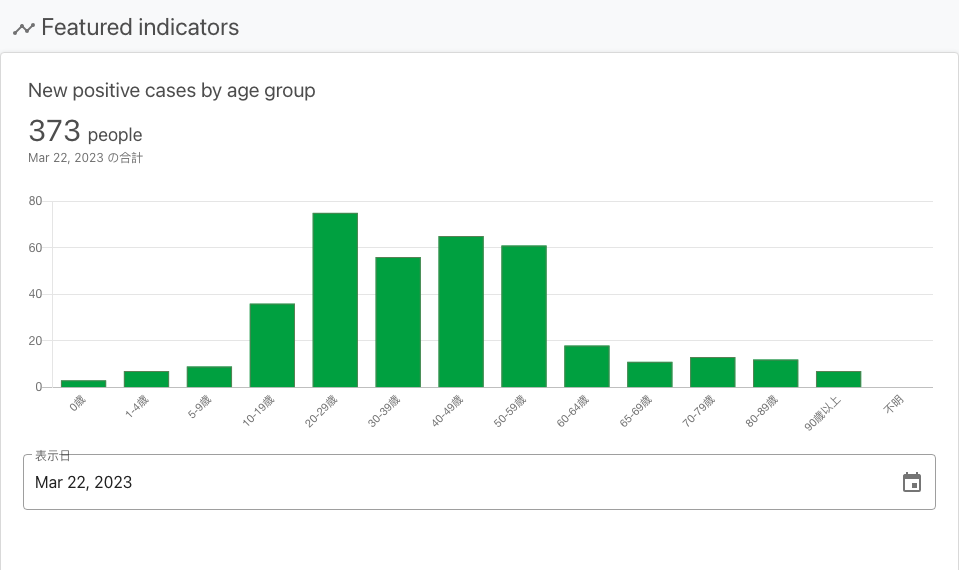 Featured indicators
New positive cases by age group
373 people
Mar 22, 2023 の合計
80
60
40
20
0
0歳
1-4歳
5-9歳
10-19歳
20-29歳
30-39歳
40-49歳
50-59歳
60-64歳
65-69歳
70-79歳
80-89歳
90歳以上
不明
表示日
Mar 22, 2023